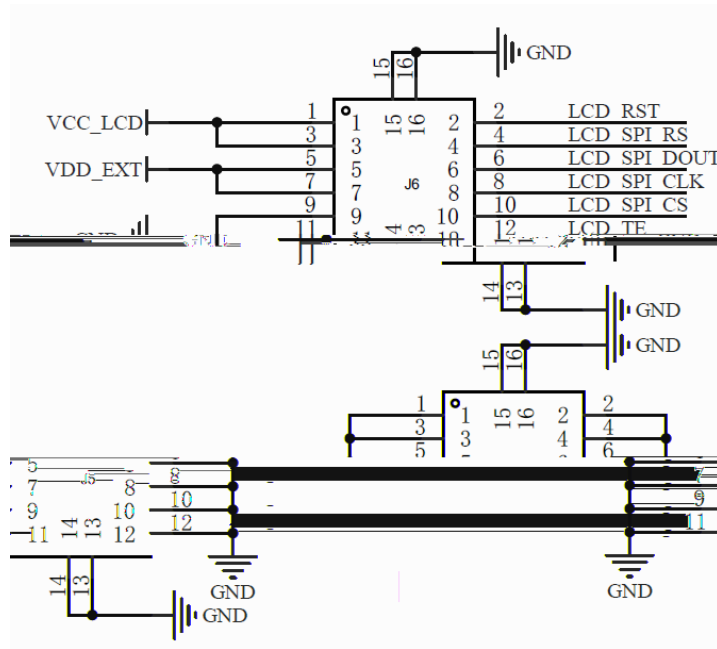 15 16 GND
VCC_LCD 1 1 15 16 2 2 LCD_RST
3 3 4 4 LCD_SPI_RS
VDD_EXT 5 5 6 6 LCD_SPI_DOUT
7 7 J6 8 8 LCD_SPI_CLK
9 9 10 10 LCD_SPI_CS
11 4 3 12 LCD_TE
14 13
GND
15 16 GND
1 1 15 16 2 2
3 3 4 4
5 6
7 J5 8
9 10 10
11 14 13 12 12 11
9
GND GND
14 13 GND